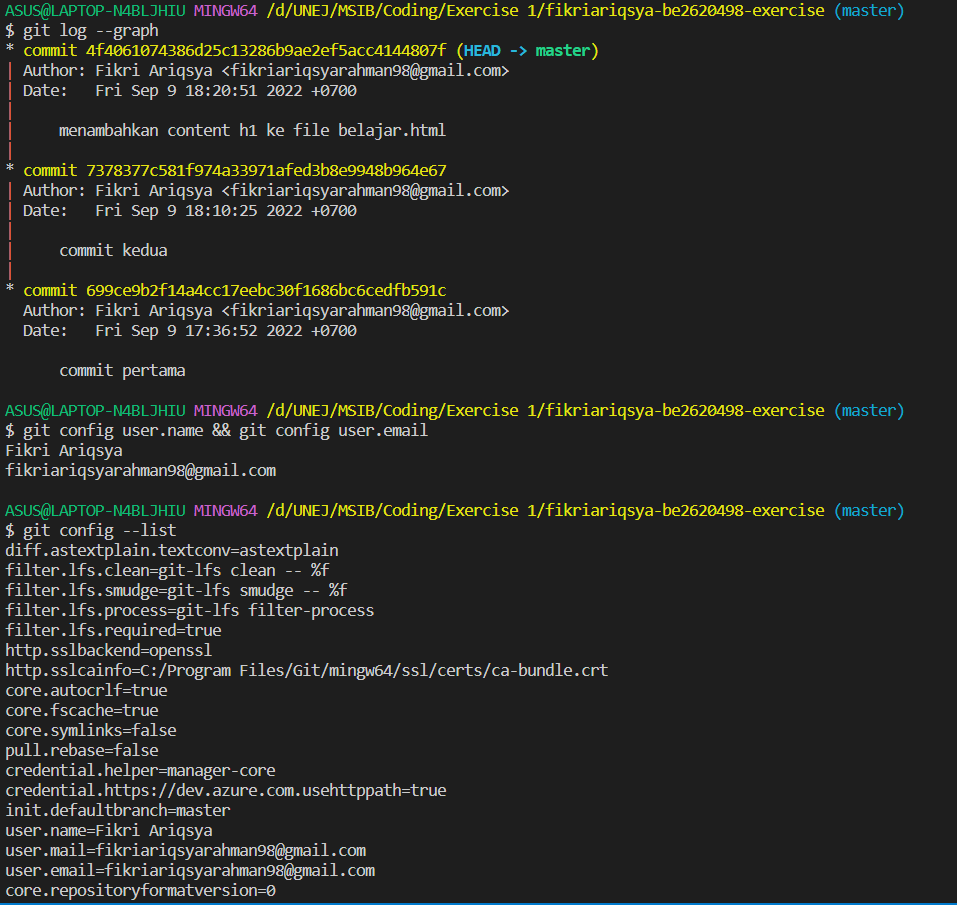 ASUS@LAPTOP-N4BLJHIU MINGW64 /d/UNEJ/MSIB/Coding/Exercise 1/fikriariqsya-be2620498-exercise (master)
$ git log --graph
* commit 4f4061074386d25c13286b9ae2ef5acc4144807f (HEAD -> master)
| Author: Fikri Ariqsya <fikriariqsyarahman98@gmail.com>
| Date:   Fri Sep 9 18:20:51 2022 +0700
|
|     menambahkan content h1 ke file belajar.html
|
* commit 7378377c581f974a33971afed3b8e9948b964e67
| Author: Fikri Ariqsya <fikriariqsyarahman98@gmail.com>
| Date:   Fri Sep 9 18:10:25 2022 +0700
|
|     commit kedua
|
* commit 699ce9b2f14a4cc17eebc30f1686bc6cedfb591c
  Author: Fikri Ariqsya <fikriariqsyarahman98@gmail.com>
  Date:   Fri Sep 9 17:36:52 2022 +0700

      commit pertama

ASUS@LAPTOP-N4BLJHIU MINGW64 /d/UNEJ/MSIB/Coding/Exercise 1/fikriariqsya-be2620498-exercise (master)
$ git config user.name && git config user.email
Fikri Ariqsya
fikriariqsyarahman98@gmail.com

ASUS@LAPTOP-N4BLJHIU MINGW64 /d/UNEJ/MSIB/Coding/Exercise 1/fikriariqsya-be2620498-exercise (master)
$ git config --list
diff.astextplain.textconv=astextplain
filter.lfs.clean=git-lfs clean -- %f
filter.lfs.smudge=git-lfs smudge -- %f
filter.lfs.process=git-lfs filter-process
filter.lfs.required=true
http.sslbackend=openssl
http.sslcainfo=C:/Program Files/Git/mingw64/ssl/certs/ca-bundle.crt
core.autocrlf=true
core.fscache=true
core.symlinks=false
pull.rebase=false
credential.helper=manager-core
credential.https://dev.azure.com.usehttppath=true
init.defaultbranch=master
user.name=Fikri Ariqsya
user.mail=fikriariqsyarahman98@gmail.com
user.email=fikriariqsyarahman98@gmail.com
core.repositoryformatversion=0